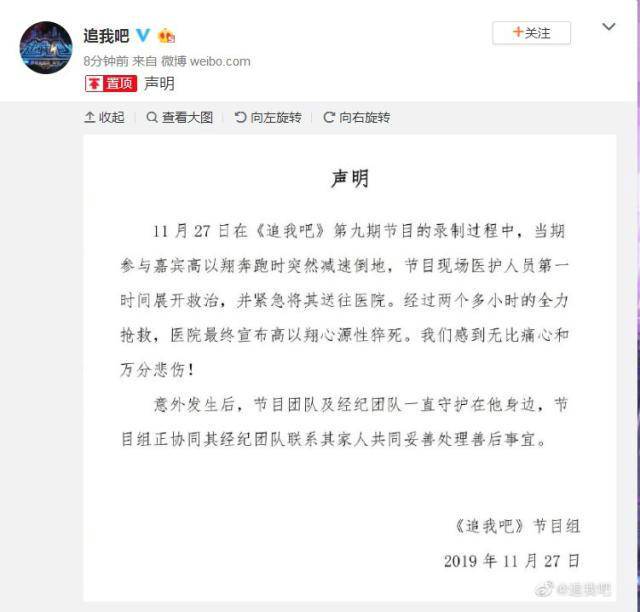 追我吧
+关注
8分钟前 来自 微博 weibo.com
置顶 声明
收起 查看大图 向左旋转 向右旋转
声明
11月27日在《追我吧》第九期节目的录制过程中，当期
参与嘉宾高以翔奔跑时突然减速倒地，节目现场医护人员第一
时间展开救治，并紧急将其送往医院。经过两个多小时的全力
抢救，医院最终宣布高以翔心源性猝死。我们感到无比痛心和
万分悲伤！
意外发生后，节目团队及经纪团队一直守护在他身边，节
目组正协同其经纪团队联系其家人共同妥善处理善后事宜。
《追我吧》节目组
2019年11月27日
@追我吧